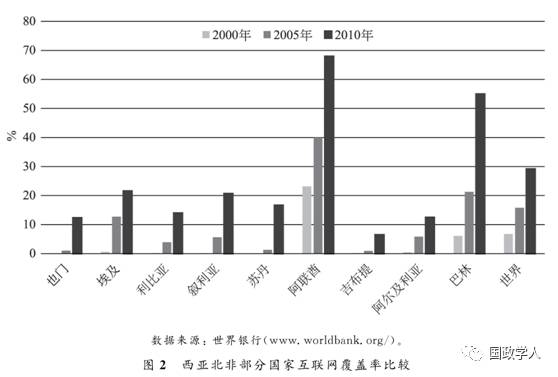 80
2000年 2005年 2010年
70
60
50
%
40
30
20
10
0
也门 埃及 利比亚 叙利亚 苏丹 阿联酋 吉布提 阿尔及利亚 巴林 世界
数据来源:世界银行(www.worldbank.org/)。
图 2 西亚北非部分国家互联网覆盖率比较
国政学人